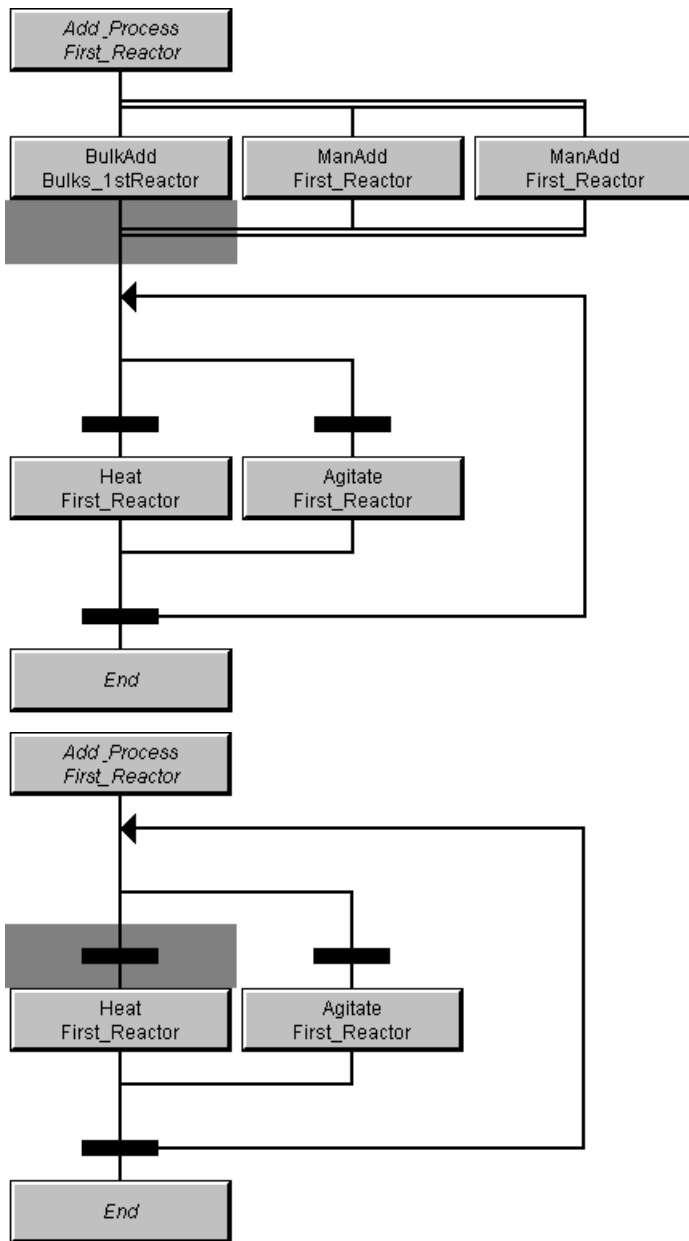 Add_Process
First_Reactor
BulkAdd
Bulks_1stReactor
ManAdd
First_Reactor
ManAdd
First_Reactor
Heat
First_Reactor
Agitate
First_Reactor
End
Add_Process
First_Reactor
Heat
First_Reactor
Agitate
First_Reactor
End